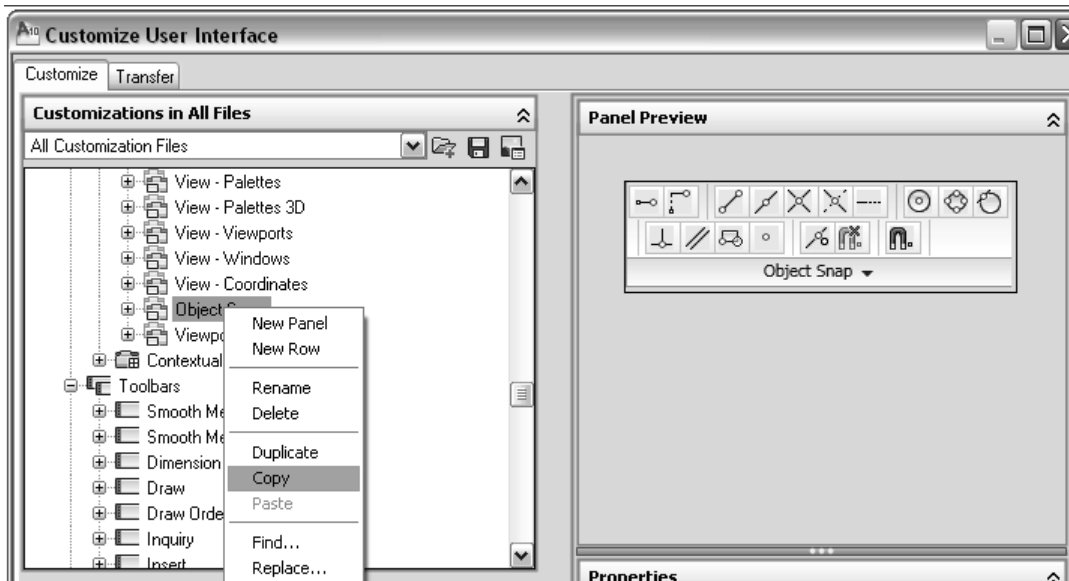 A10 Customize User Interface
Customize Transfer
Customizations in All Files
All Customization Files
View - Palettes
View - Palettes 3D
View - Viewports
View - Windows
View - Coordinates
Object
Viewpo
Contextual
Toolbars
Smooth Me
Smooth Me
Dimension
Draw
Draw Orde
Inquiry
Insert
New Panel
New Row
Rename
Delete
Duplicate
Copy
Paste
Find...
Replace...
Panel Preview
Object Snap
Properties